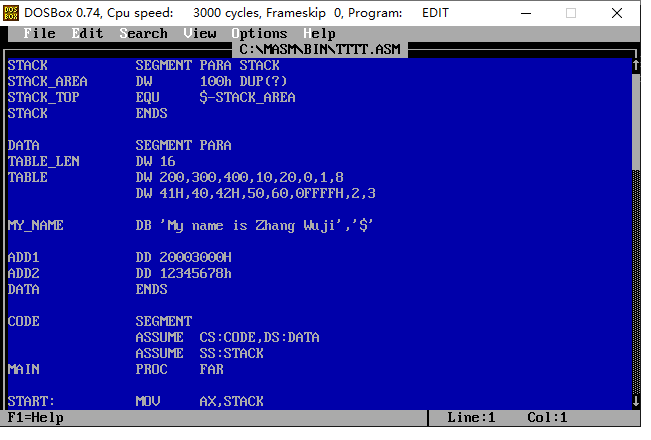 DOSBox 0.74, Cpu speed: 3000 cycles, Frameskip 0, Program: EDIT
File Edit Search View Options Help
C:\MASM\BIN\TTTT.ASM
STACK SEGMENT PARA STACK
STACK_AREA DW 100h DUP(?)
STACK_TOP EQU $-STACK_AREA
STACK ENDS
DATA SEGMENT PARA
TABLE_LEN DW 16
TABLE DW 200,300,400,10,20,0,1,8
DW 41H,40,42H,50,60,0FFFFH,2,3
MY_NAME DB 'My name is Zhang Wuji','$'
ADD1 DD 20003000H
ADD2 DD 12345678h
DATA ENDS
CODE SEGMENT
ASSUME CS:CODE,DS:DATA
ASSUME SS:STACK
MAIN PROC FAR
START: MOV AX,STACK
F1=Help Line:1 Col:1